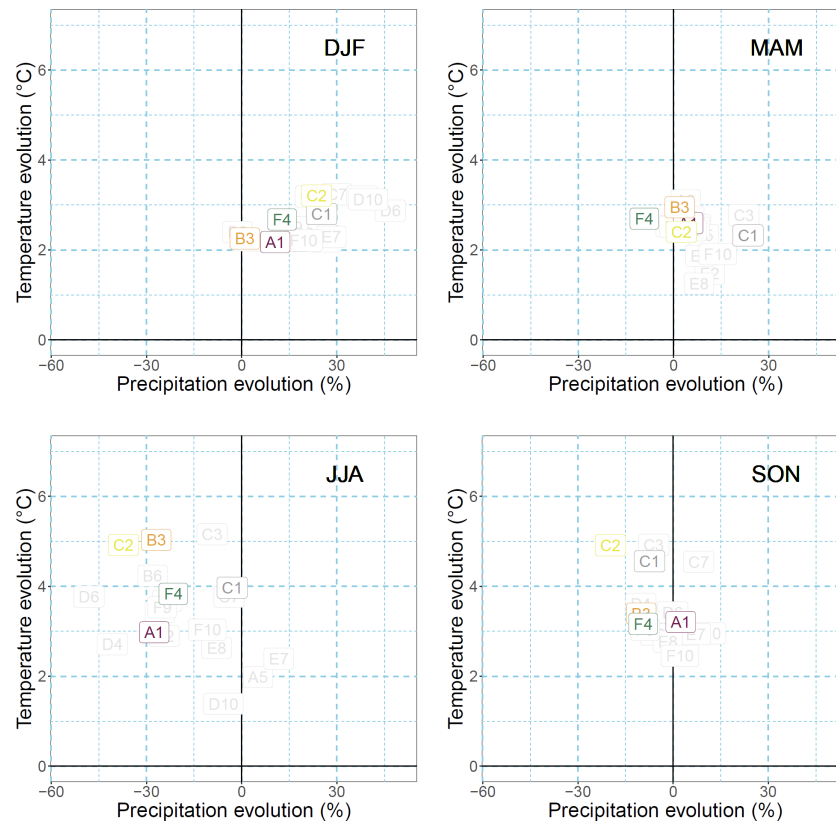 DJF
6
4
2
0
C2
C7
D10
D6
F4
C1
B3
A1
F10
E7
−60
−30
0
30
Precipitation evolution (%)
Temperature evolution (°C)
MAM
6
4
2
0
B3
F4
A1
C3
C2
C1
F10
E8
−60
−30
0
30
Precipitation evolution (%)
Temperature evolution (°C)
JJA
6
4
2
0
C2
B3
C3
B6
D6
F4
C1
F9
A1
D4
F10
E8
E7
A5
D10
−60
−30
0
30
Precipitation evolution (%)
Temperature evolution (°C)
SON
6
4
2
0
C2
C3
C1
C7
B3
F4
A1
E7
F10
−60
−30
0
30
Precipitation evolution (%)
Temperature evolution (°C)